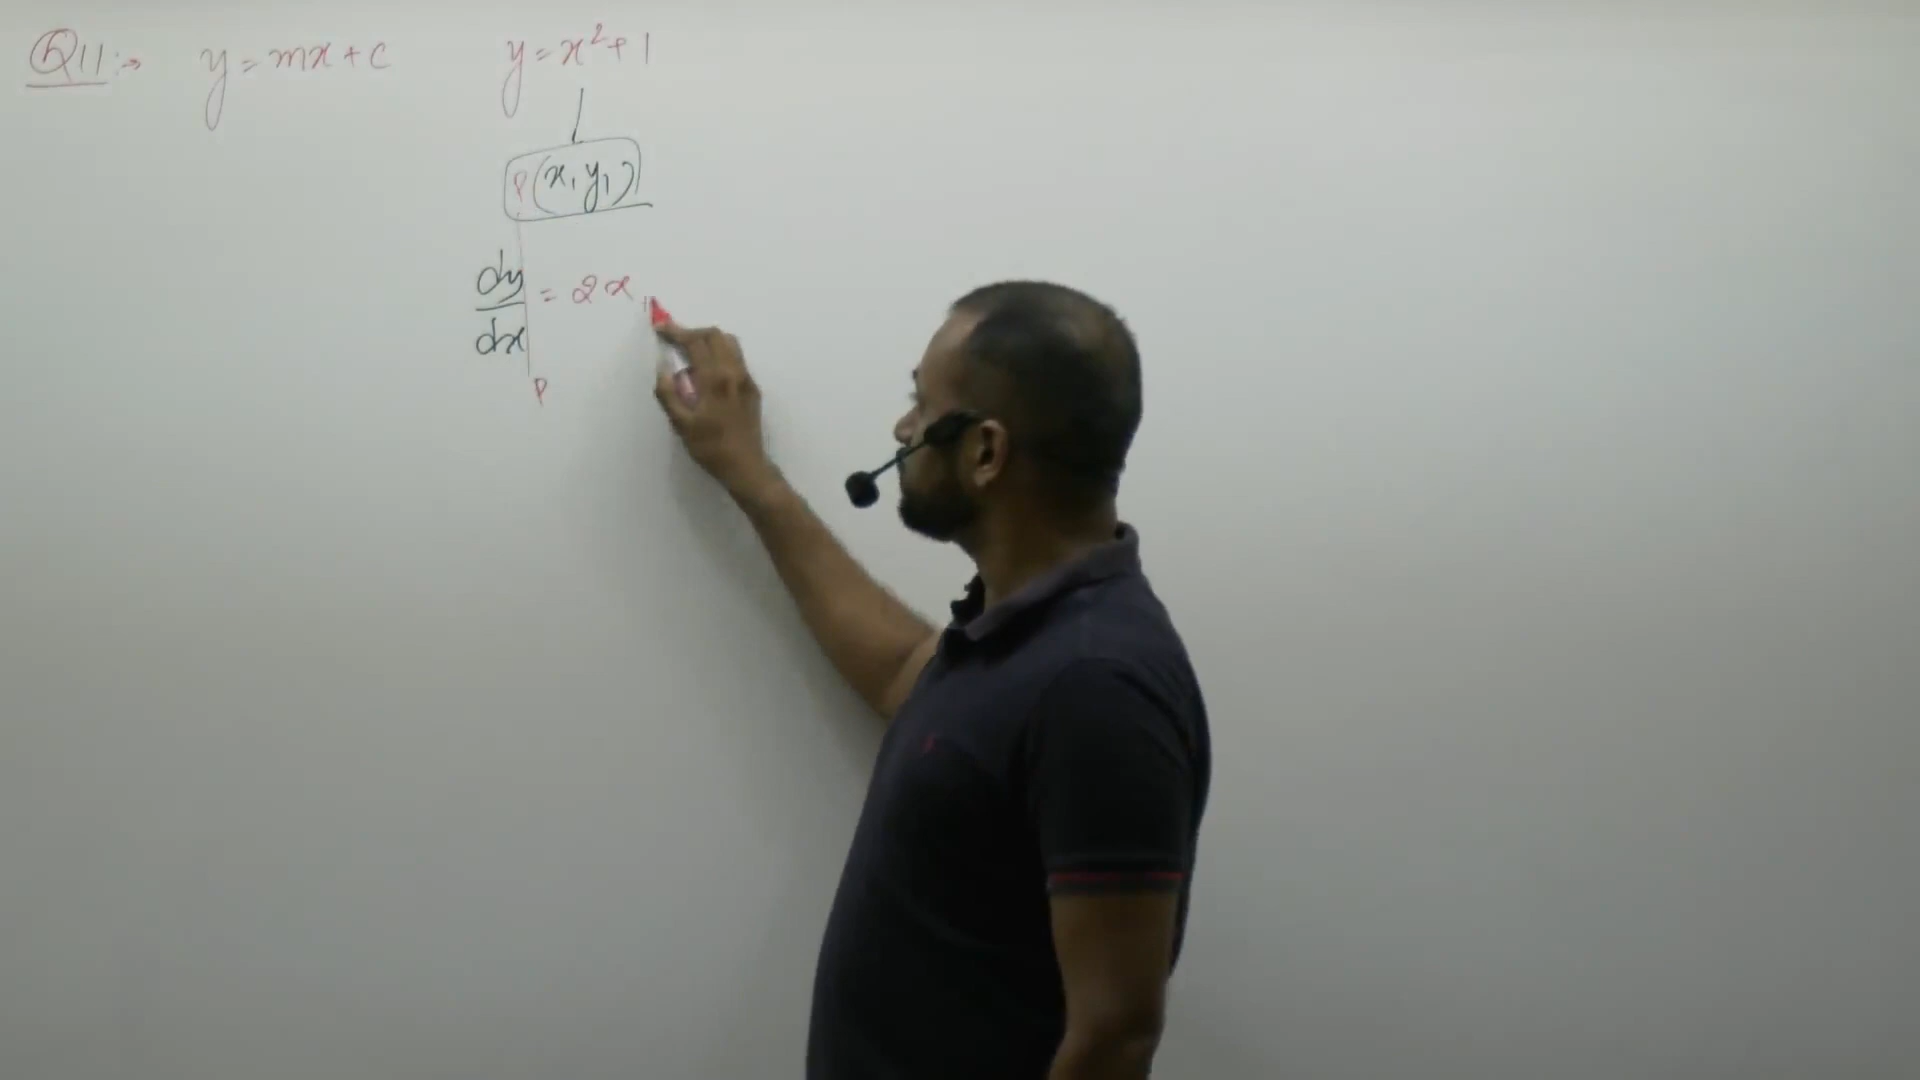 Q11:→ y = mx + c y = x² + 1
P(x₁ y₁)
dy/dx |P = 2x₁